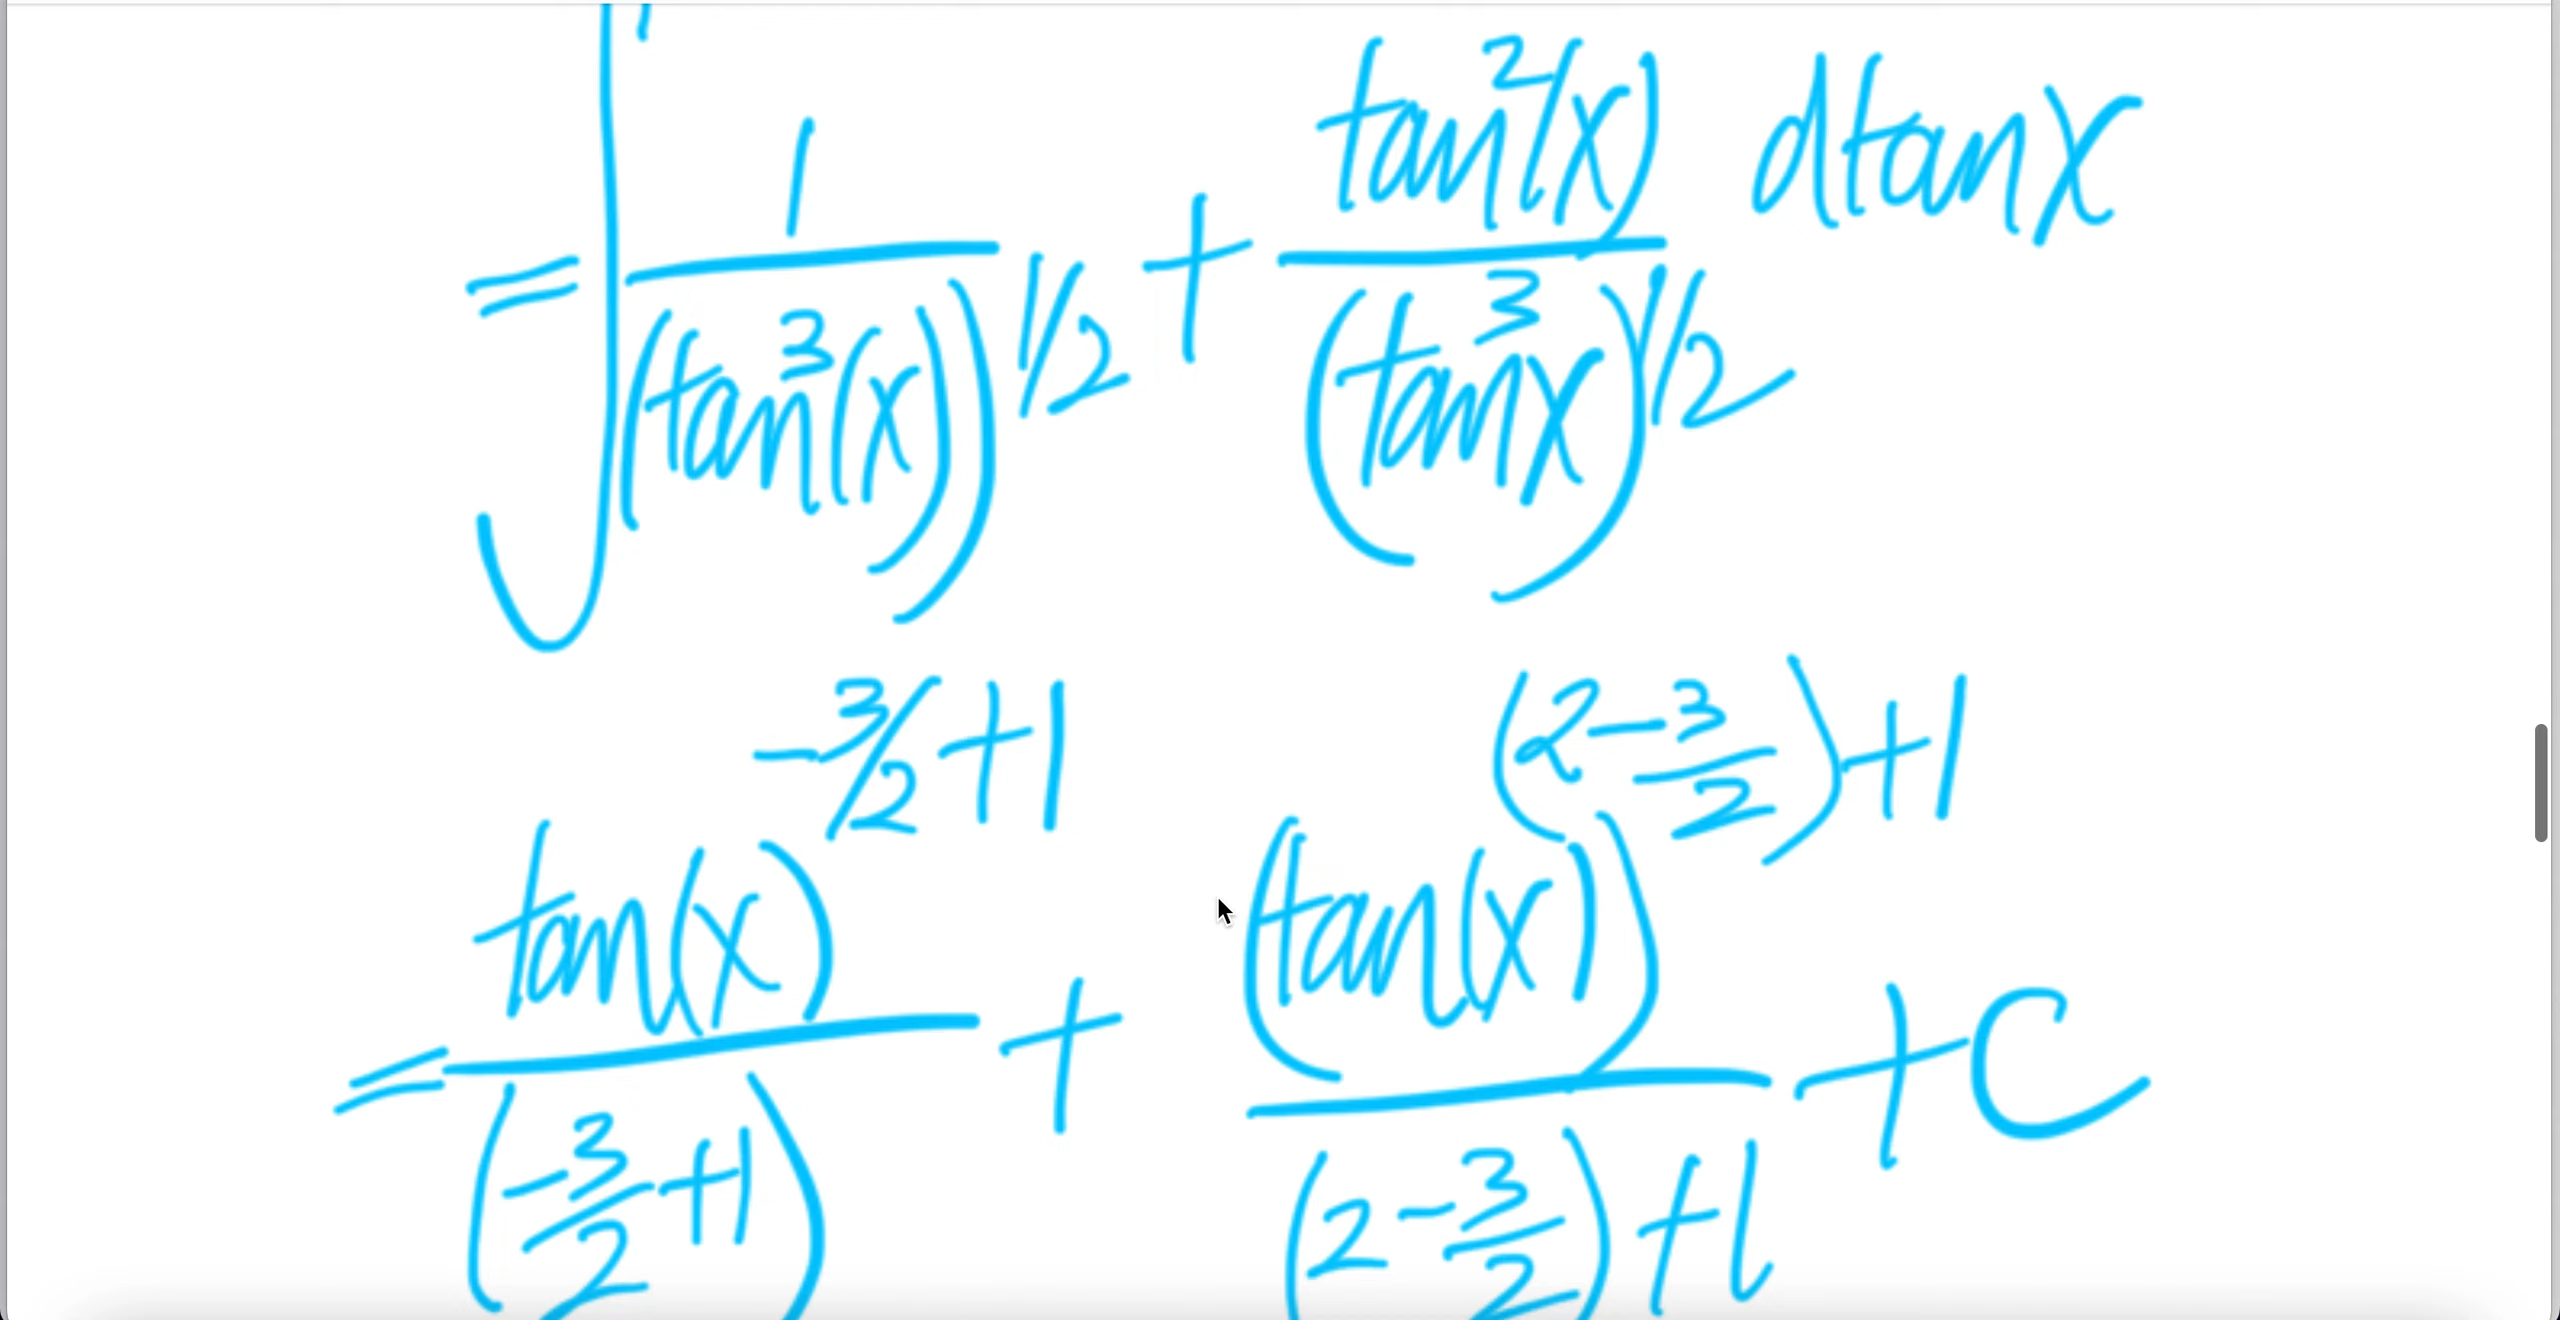 = ∫ 1/(tan³(x))^(1/2) + tan²(x)/(tan³x)^(1/2) dtanx
= tan(x)^(-3/2+1)/(-3/2+1) + (tan(x))^((2-3/2)+1)/((2-3/2)+1) + C